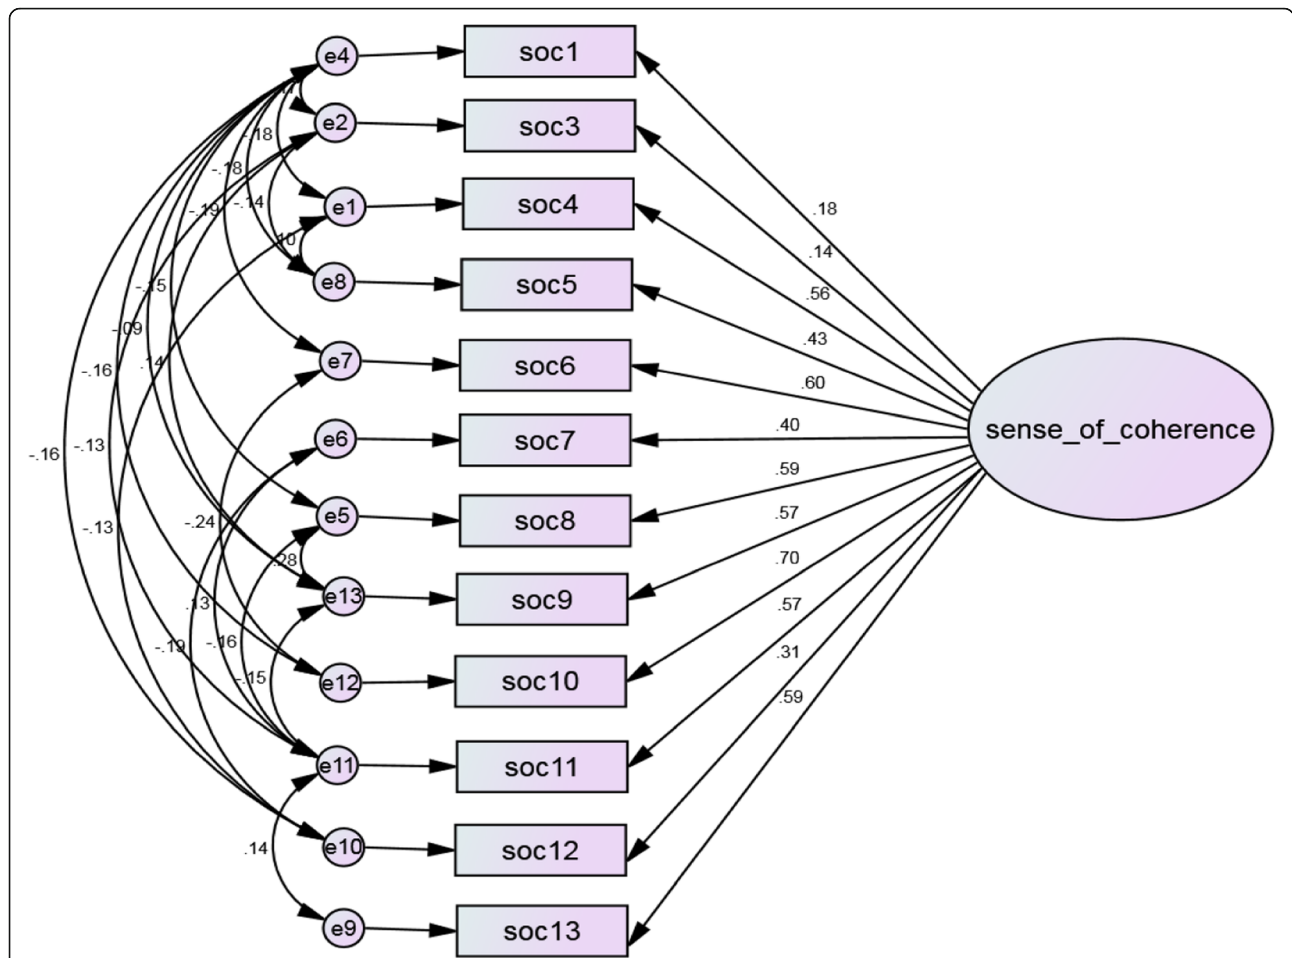 e4
soc1
e2
soc3
-.18
.18
-.18
-.14
-.19
e1
soc4
.14
.10
.56
e8
soc5
-.15
-.09
.43
-.16
.14
e7
soc6
.60
e6
soc7
.40
sense_of_coherence
-.16
-.13
.59
e5
soc8
-.24
.57
-.13
.28
.70
e13
soc9
.13
.57
-.19
-.16
.31
-.15
e12
soc10
.59
e11
soc11
.14
e10
soc12
e9
soc13